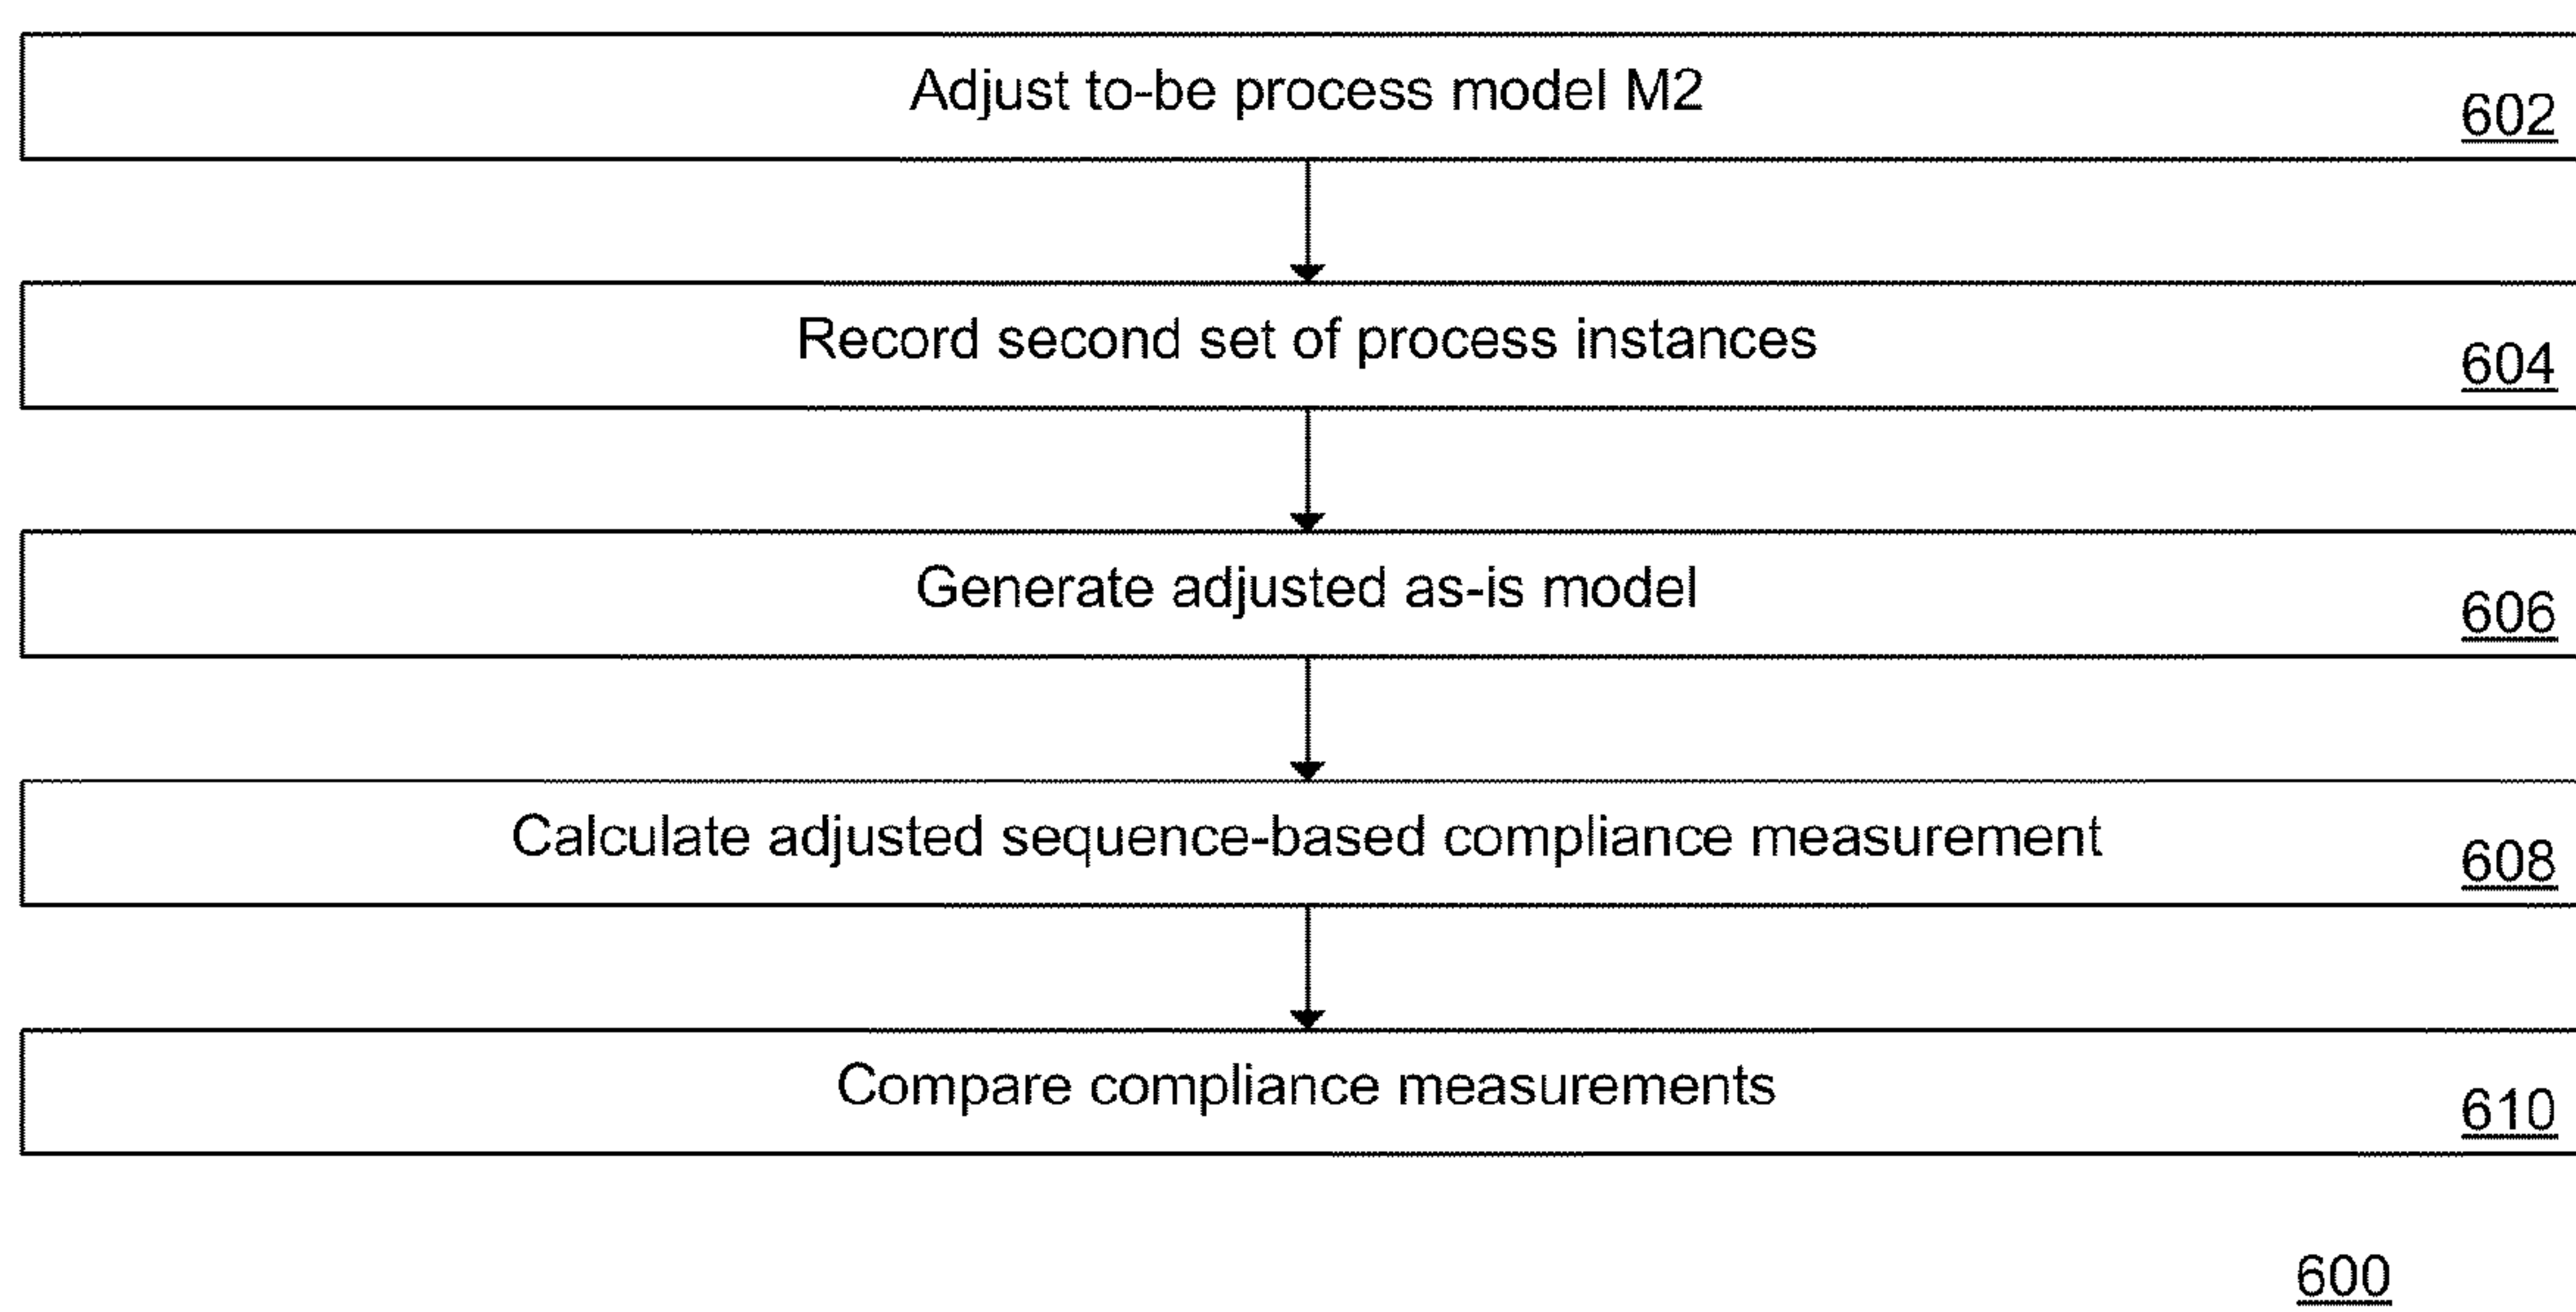 Adjust to-be process model M2
602
Record second set of process instances
604
Generate adjusted as-is model
606
Calculate adjusted sequence-based compliance measurement
608
Compare compliance measurements
610
600